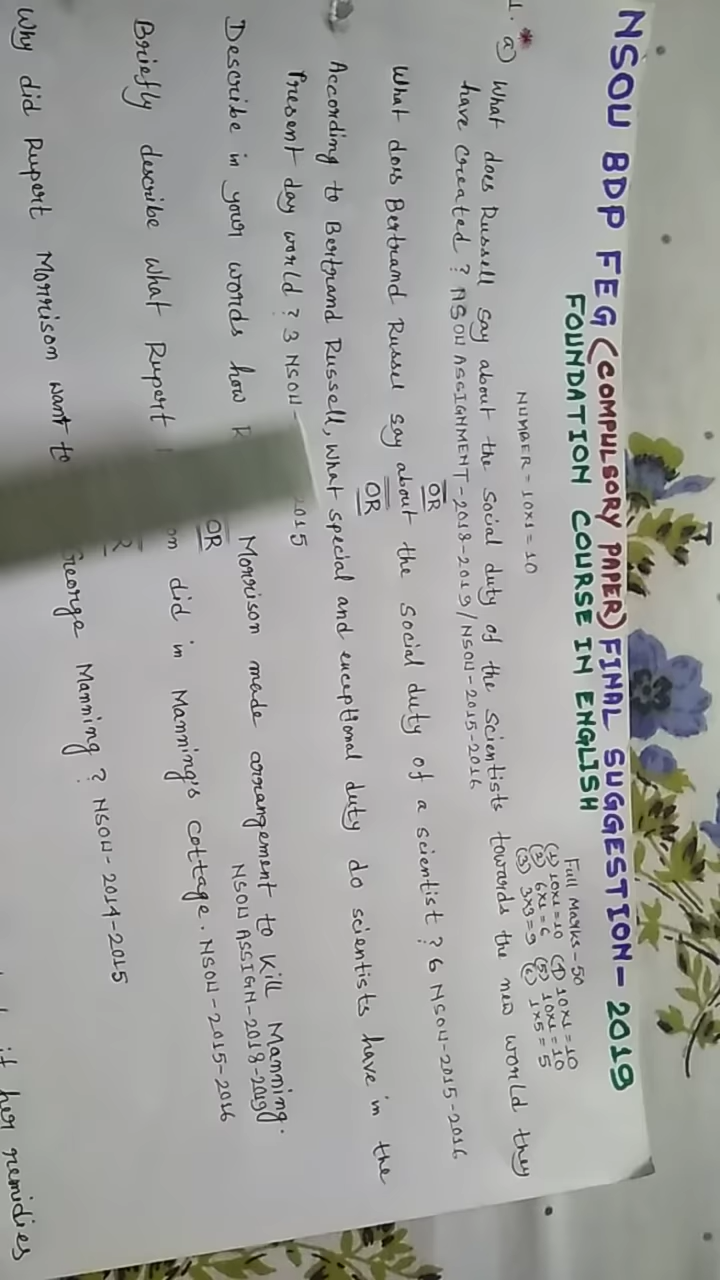 NSOU BDP FEG (COMPULSORY PAPER) FINAL SUGGESTION- 2019
FOUNDATION COURSE IN ENGLISH
Full Marks - 50
(1) 10x1 = 10 (4) 10x1 = 10
(2) 6x1 = 6 (5) 10x1 = 10
(3) 3x3 = 9 (6) 1x5 = 5
NUMBER = 10x1 = 10
1. * a) What does Russell say about the social duty of the scientists towards the new world they
have created? NSOU ASSIGNMENT-2018-2019/NSOU-2015-2016
OR
What does Bertrand Russel say about the social duty of a scientist? 6 NSOU-2015-2016
OR
According to Bertrand Russell, what special and exceptional duty do scientists have in the
Present day world? 3 NSOU- 2015
Describe in your words how Morrison made arrangement to kill Manning.
NSOU ASSIGN-2018-2019
OR
Briefly describe what Rupert did in Manning's cottage. NSOU-2015-2016
Why did Rupert Morrison want to George Manning? NSOU-2014-2015
it her remidies